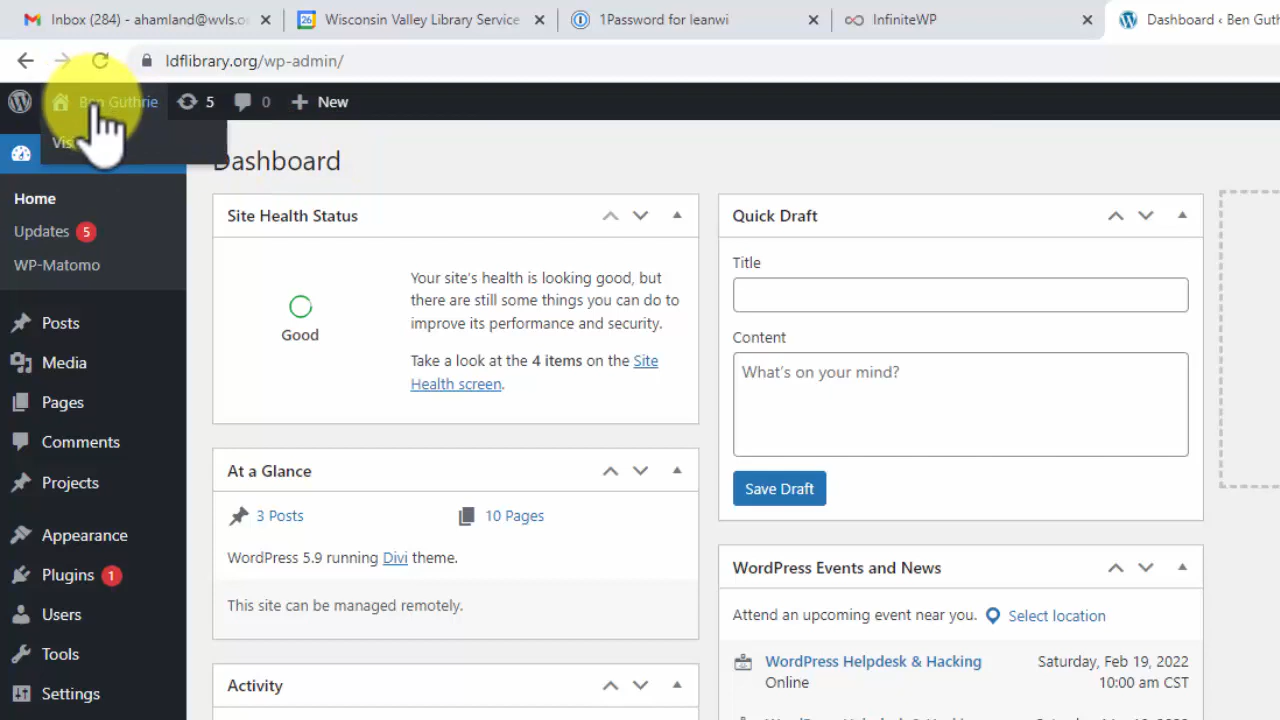 Inbox (284) - ahamland@wvls.o
26
Wisconsin Valley Library Service
1Password for leanwi
InfiniteWP
Dashboard ‹ Ben Guth
ldflibrary.org/wp-admin/
Ben Guthrie
5
0
New
Dashboard
Home
Updates 5
WP-Matomo
Posts
Media
Pages
Comments
Projects
Appearance
Plugins 1
Users
Tools
Settings
Site Health Status
Good
Your site's health is looking good, but
there are still some things you can do to
improve its performance and security.
Take a look at the 4 items on the Site
Health screen.
At a Glance
3 Posts
10 Pages
WordPress 5.9 running Divi theme.
This site can be managed remotely.
Activity
Quick Draft
Title
Content
What's on your mind?
Save Draft
WordPress Events and News
Attend an upcoming event near you.
Select location
WordPress Helpdesk & Hacking
Online
Saturday, Feb 19, 2022
10:00 am CST